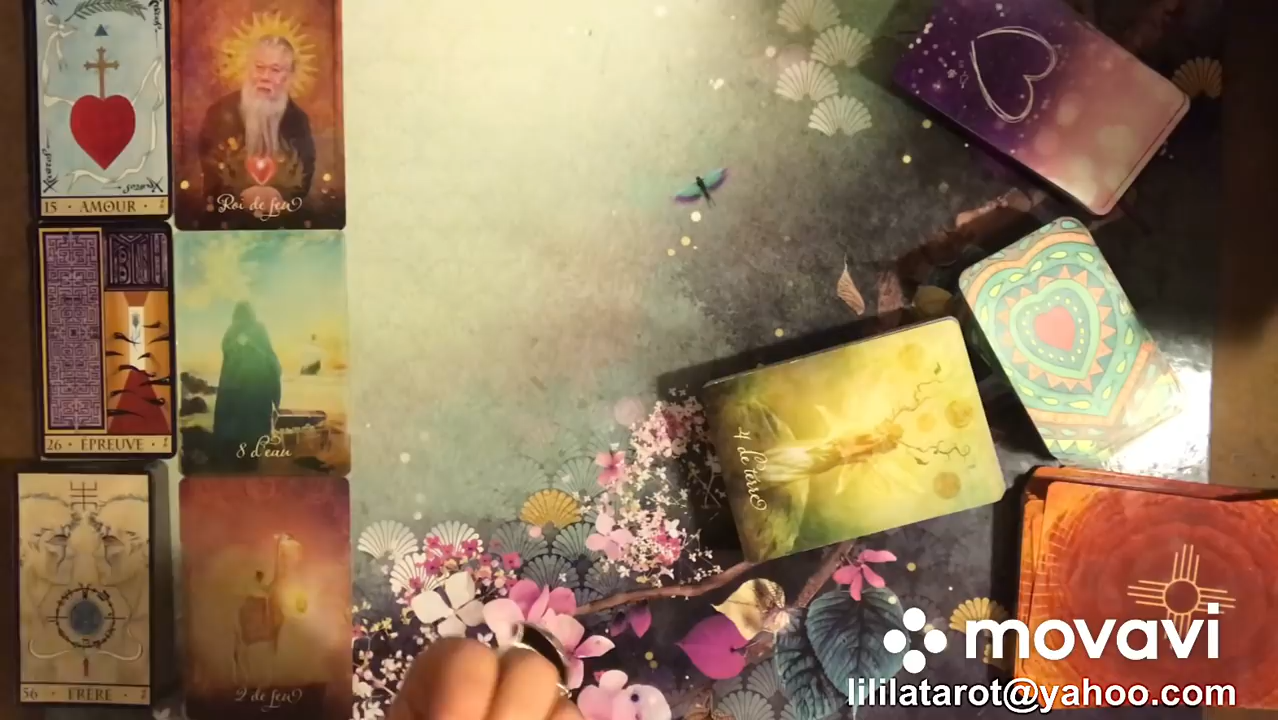 15 · AMOUR ·
Roi de feu
26 · ÉPREUVE ·
8 d'eau
4 de terre
56 · FRÈRE ·
2 de feu
movavi
lililatarot@yahoo.com